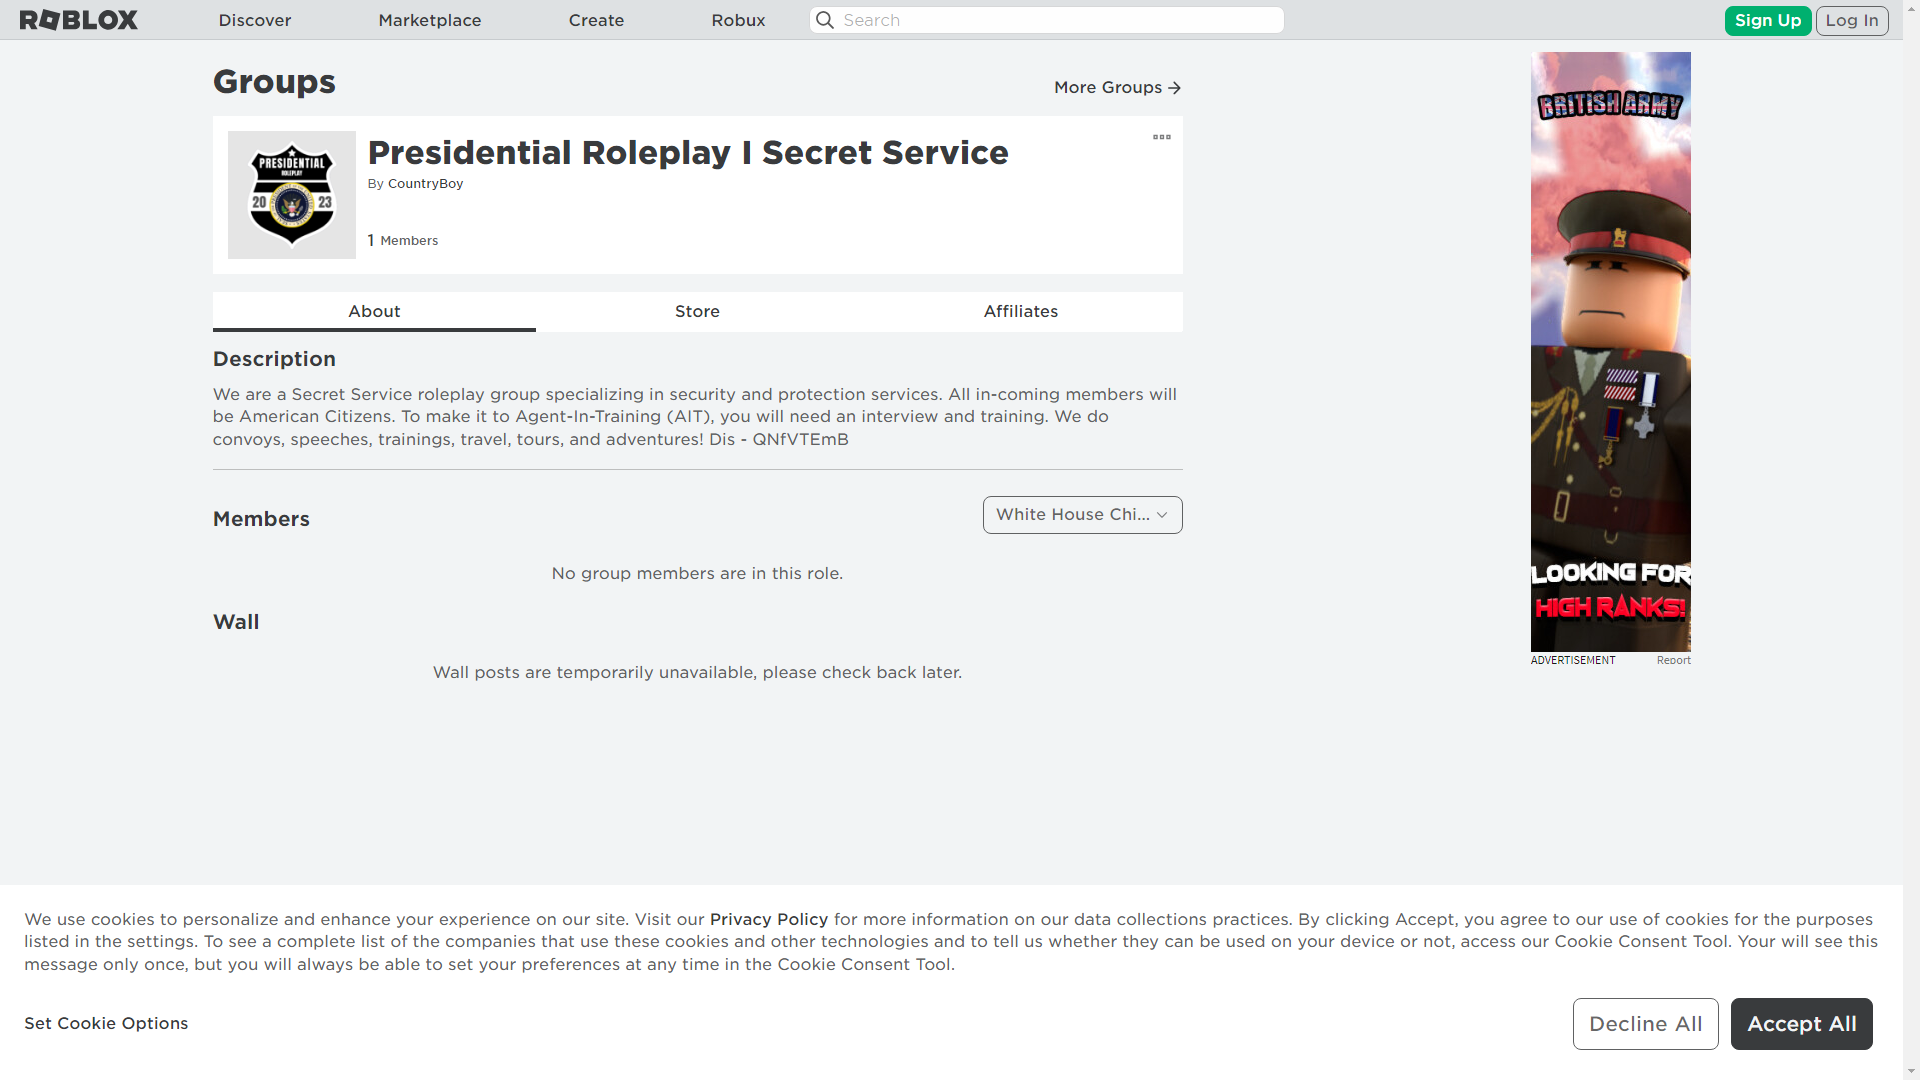 ROBLOX
Discover
Marketplace
Create
Robux
Search
Sign Up
Log In
Groups
More Groups
PRESIDENTIAL
ROLEPLAY
20 23
Presidential Roleplay I Secret Service
By CountryBoy
1 Members
About
Store
Affiliates
Description
We are a Secret Service roleplay group specializing in security and protection services. All in-coming members will
be American Citizens. To make it to Agent-In-Training (AIT), you will need an interview and training. We do
convoys, speeches, trainings, travel, tours, and adventures! Dis - QNfVTEmB
Members
White House Chi...
No group members are in this role.
Wall
Wall posts are temporarily unavailable, please check back later.
BRITISH ARMY
LOOKING FOR
HIGH RANKS!
ADVERTISEMENT
Report
We use cookies to personalize and enhance your experience on our site. Visit our Privacy Policy for more information on our data collections practices. By clicking Accept, you agree to our use of cookies for the purposes
listed in the settings. To see a complete list of the companies that use these cookies and other technologies and to tell us whether they can be used on your device or not, access our Cookie Consent Tool. Your will see this
message only once, but you will always be able to set your preferences at any time in the Cookie Consent Tool.
Set Cookie Options
Decline All
Accept All